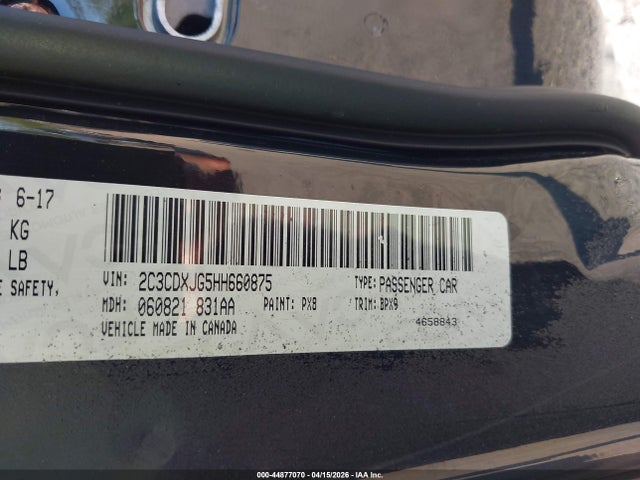 6-17
KG
LB
E SAFETY,
VIN: 2C3CDXJG5HH660875 TYPE: PASSENGER CAR
MDH: 060821 831AA PAINT: PX8 TRIM: BPX9
VEHICLE MADE IN CANADA 4658843
000-44877070 - 04/15/2026 - IAA Inc.